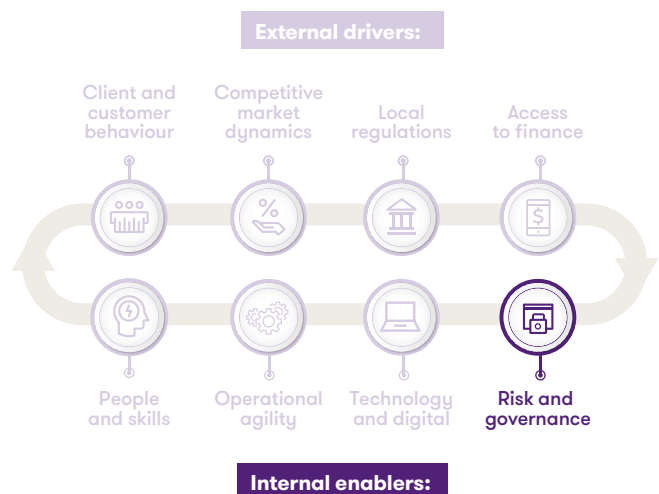 External drivers:
Client and
customer
behaviour
Competitive
market
dynamics
Local
regulations
Access
to finance
%
$
People
and skills
Operational
agility
Technology
and digital
Risk and
governance
Internal enablers: